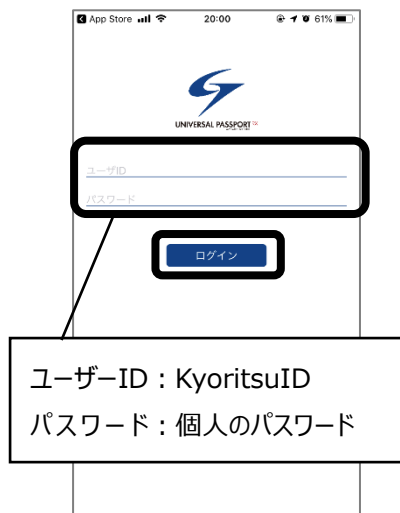 App Store 20:00 61%
UNIVERSAL PASSPORT
ユーザID
パスワード
ログイン
ユーザーID：KyoritsuID
パスワード：個人のパスワード